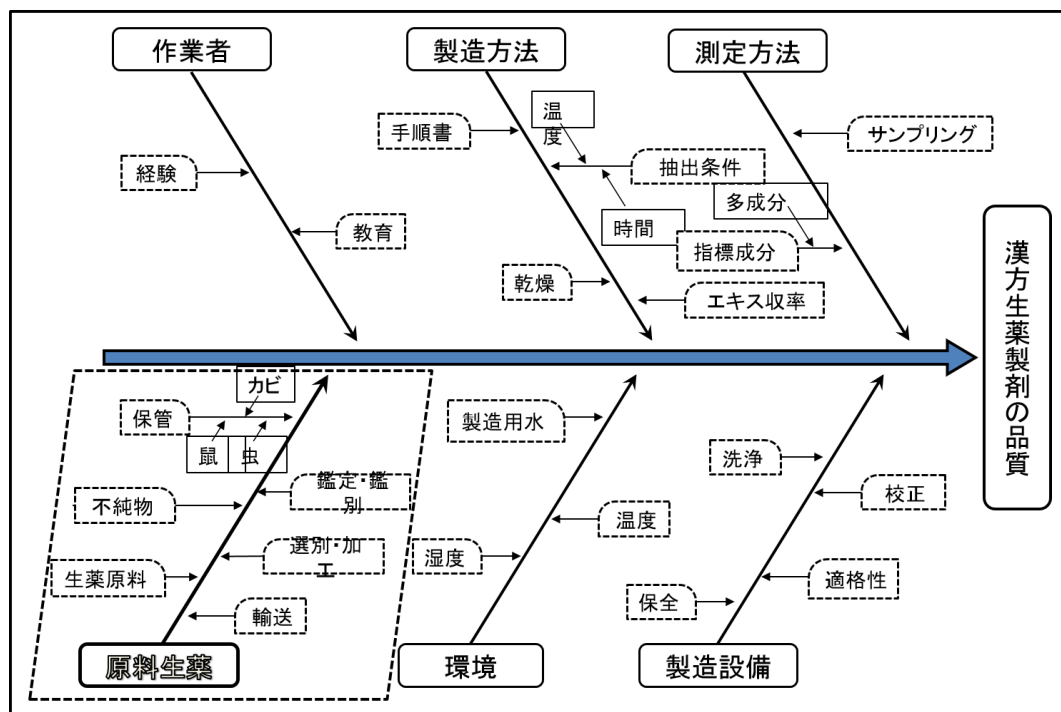 作業者
製造方法
測定方法
温
度
手順書
サンプリング
抽出条件
経験
多成分
時間
教育
指標成分
乾燥
エキス収率
漢方生薬製剤の品質
カビ
保管
製造用水
鼠
虫
洗浄
鑑定・鑑
別
不純物
校正
温度
選別・加
工
湿度
生薬原料
適格性
保全
輸送
原料生薬
環境
製造設備